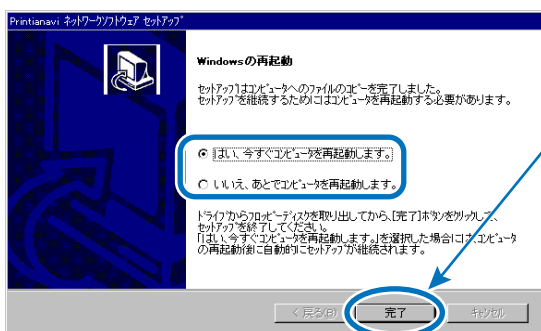 Printianavi ネットワークソフトウェア セットアップ
Windowsの再起動
セットアップはコンピュータへのファイルのコピーを完了しました。
セットアップを継続するためにはコンピュータを再起動する必要があります。
はい、今すぐコンピュータを再起動します。
いいえ、あとでコンピュータを再起動します。
ドライブからフロッピーディスクを取り出してから、[完了]ボタンをクリックして、
セットアップを終了してください。
「はい、今すぐコンピュータを再起動します。」を選択した場合には、コンピュータ
の再起動後に自動的にセットアップが継続されます。
< 戻る(B) 完了 キャンセル